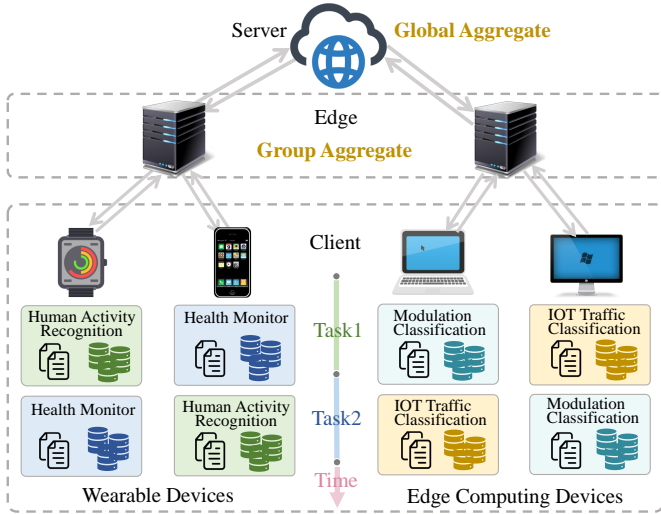 Server
Global Aggregate
Edge
Group Aggregate
Client
Human Activity
Recognition
Health Monitor
Task1
Modulation
Classification
IOT Traffic
Classification
Health Monitor
Human Activity
Recognition
Task2
IOT Traffic
Classification
Modulation
Classification
Time
Wearable Devices
Edge Computing Devices